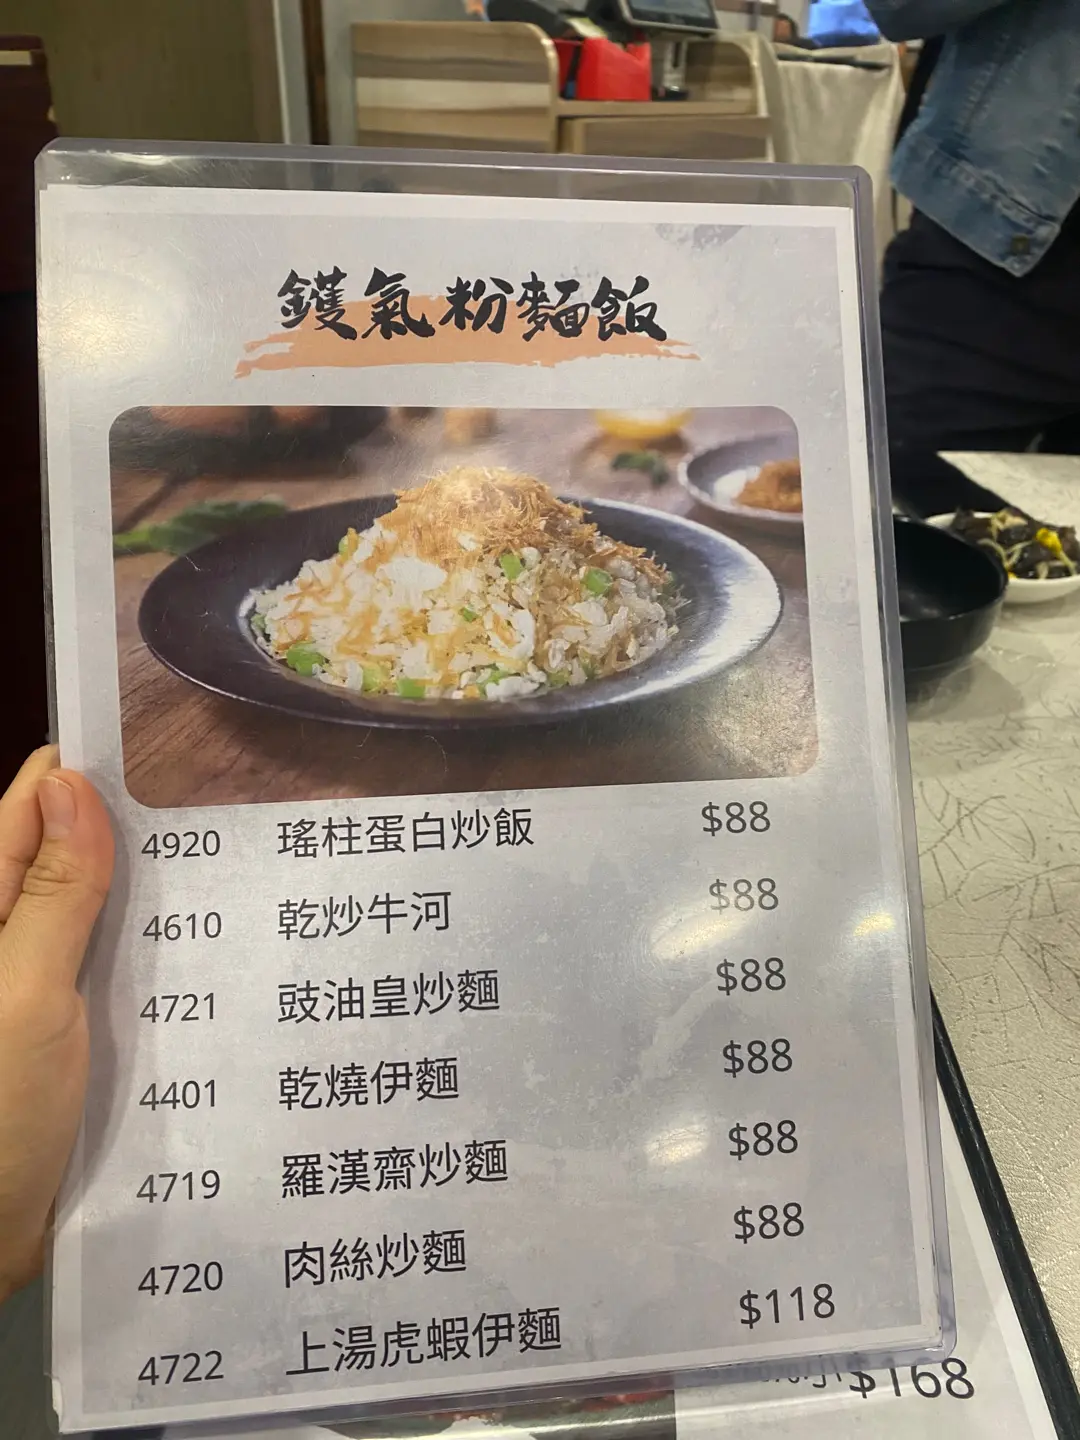 鑊氣粉麵飯
4920 瑤柱蛋白炒飯 $88
4610 乾炒牛河 $88
4721 豉油皇炒麵 $88
4401 乾燒伊麵 $88
4719 羅漢齋炒麵 $88
4720 肉絲炒麵 $88
4722 上湯虎蝦伊麵 $118
$168